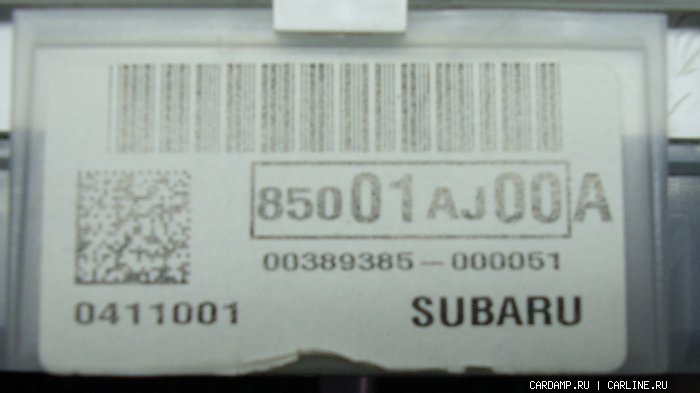 85001AJ00A
00389385-000051
0411001
SUBARU
CARDAMP.RU | CARLINE.RU